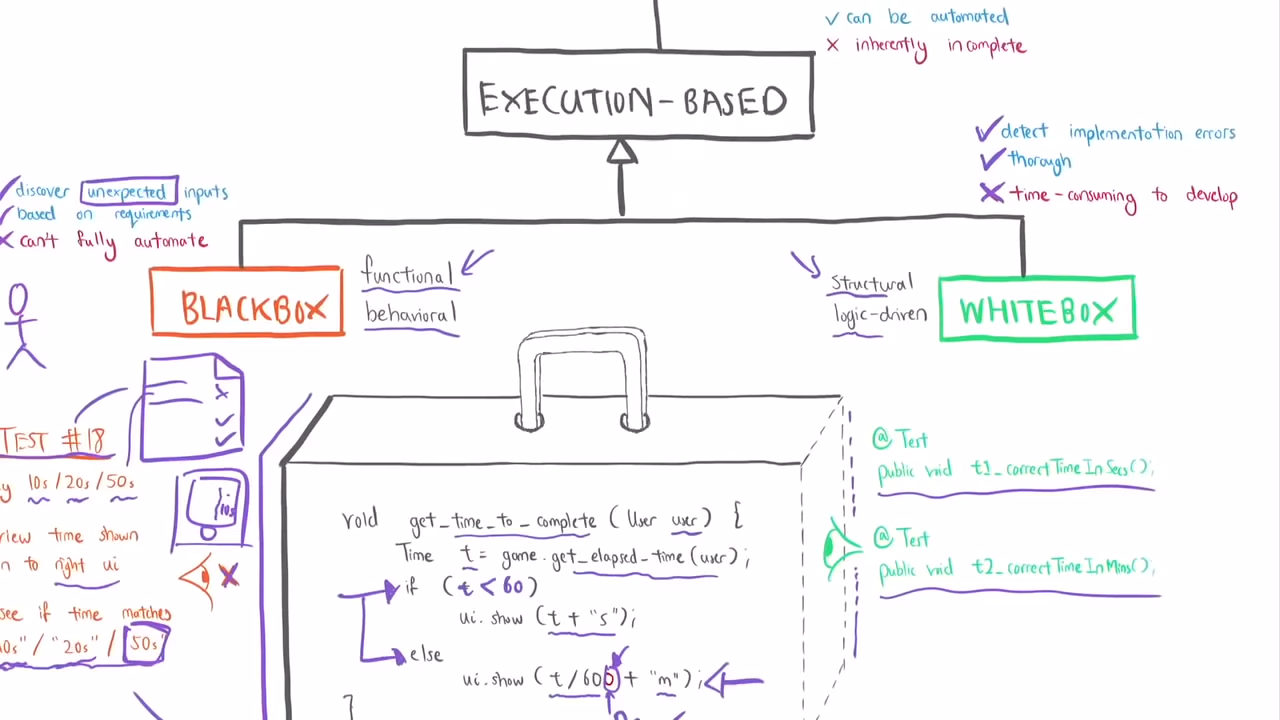 ✓ can be automated
✗ inherently incomplete
EXECUTION-BASED
✓ detect implementation errors
✓ thorough
✗ time-consuming to develop
✓ discover unexpected inputs
✓ based on requirements
✗ can't fully automate
BLACKBOX
functional
behavioral
structural
logic-driven
WHITEBOX
TEST #18
10s/20s/50s
time shown
to right ui
see if time matches
"20s" / "50s"
10s
void get_time_to_complete (User user) {
Time t = game.get_elapsed_time(user);
if (t < 60)
ui.show (t + "s");
else
ui.show (t/600 + "m");
}
@Test
public void t1_correctTimeInSecs();
@Test
public void t2_correctTimeInMins();